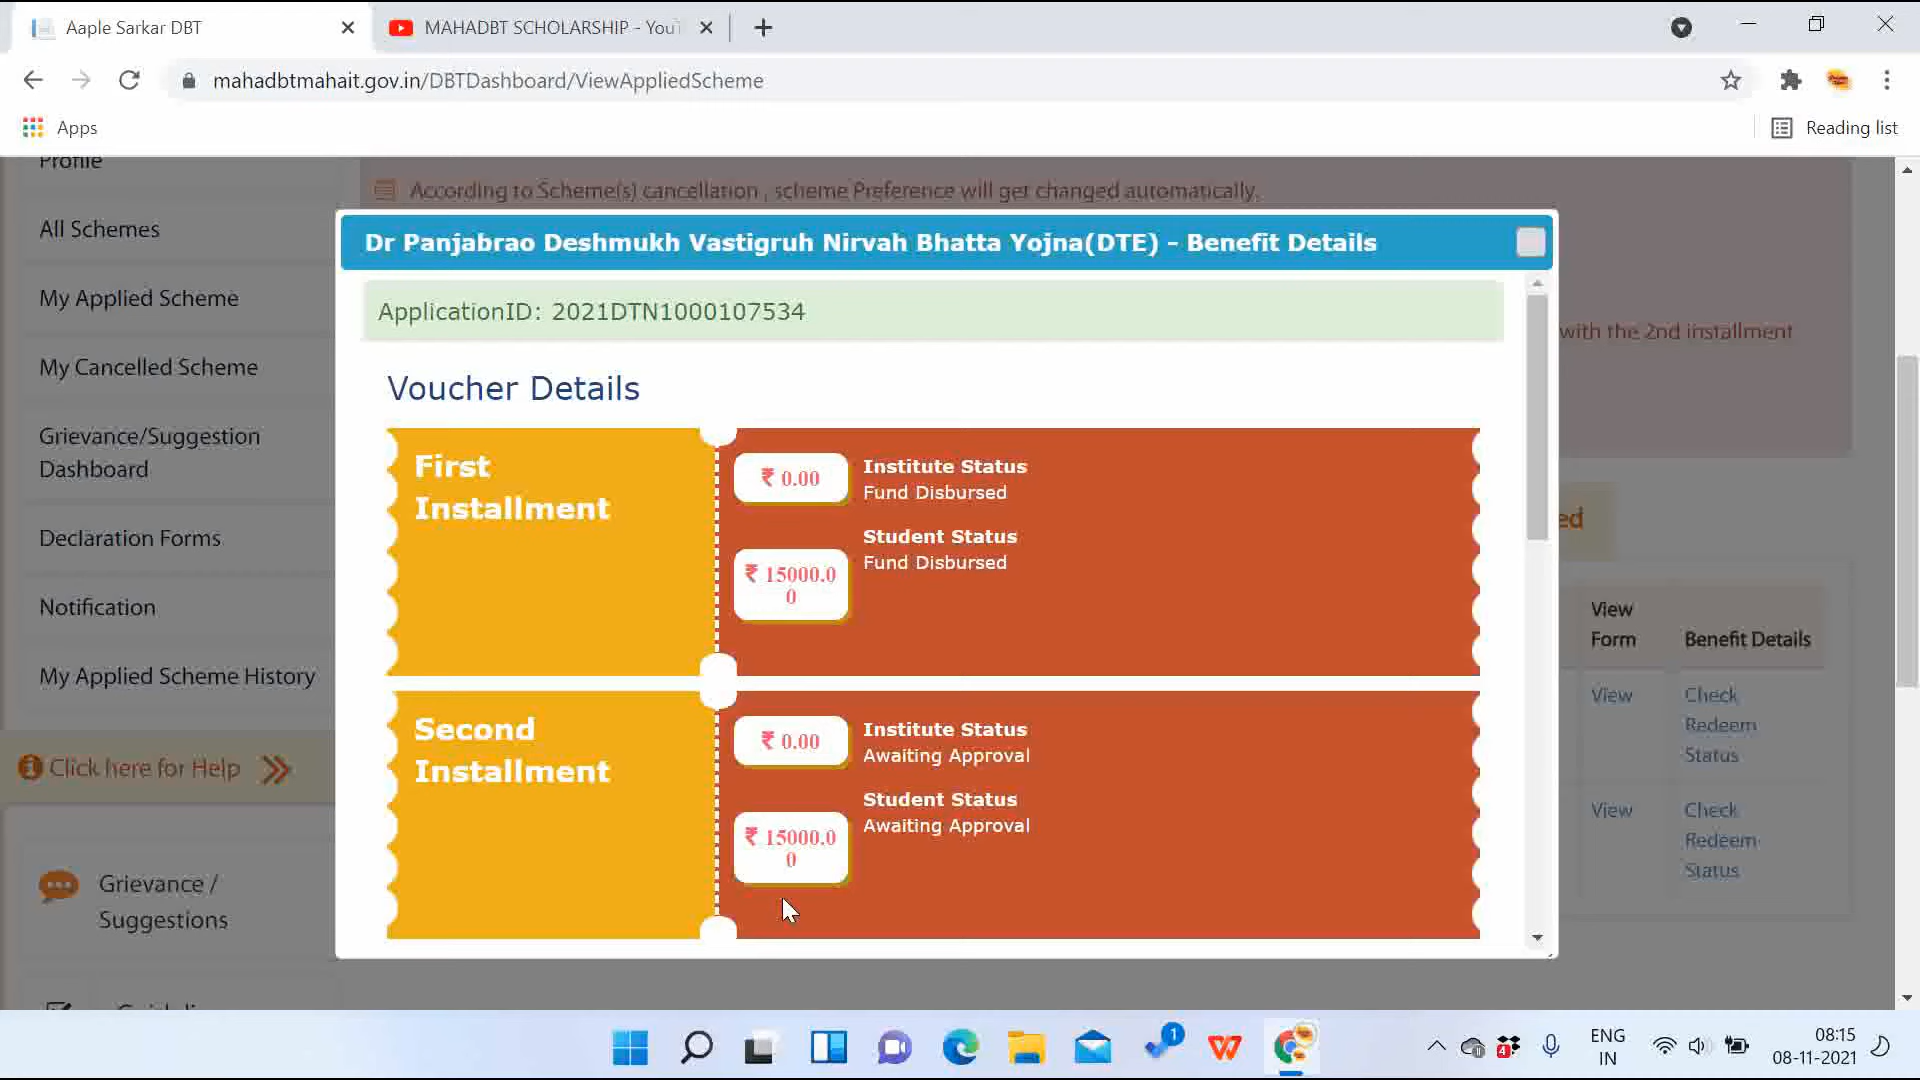 Aaple Sarkar DBT
MAHADBT SCHOLARSHIP - YouT
mahadbtmahait.gov.in/DBTDashboard/ViewAppliedScheme
Apps
Reading list
Profile
All Schemes
My Applied Scheme
My Cancelled Scheme
Grievance/Suggestion
Dashboard
Declaration Forms
Notification
My Applied Scheme History
Click here for Help
Grievance /
Suggestions
According to Scheme(s) cancellation , scheme Preference will get changed automatically.
with the 2nd installment
Dr Panjabrao Deshmukh Vastigruh Nirvah Bhatta Yojna(DTE) - Benefit Details
ApplicationID: 2021DTN1000107534
Voucher Details
First
Installment
₹ 0.00
Institute Status
Fund Disbursed
₹ 15000.0
0
Student Status
Fund Disbursed
Second
Installment
₹ 0.00
Institute Status
Awaiting Approval
₹ 15000.0
0
Student Status
Awaiting Approval
ed
View
Form
Benefit Details
View
Check
Redeem
Status
View
Check
Redeem
Status
1
4
ENG
IN
08:15
08-11-2021